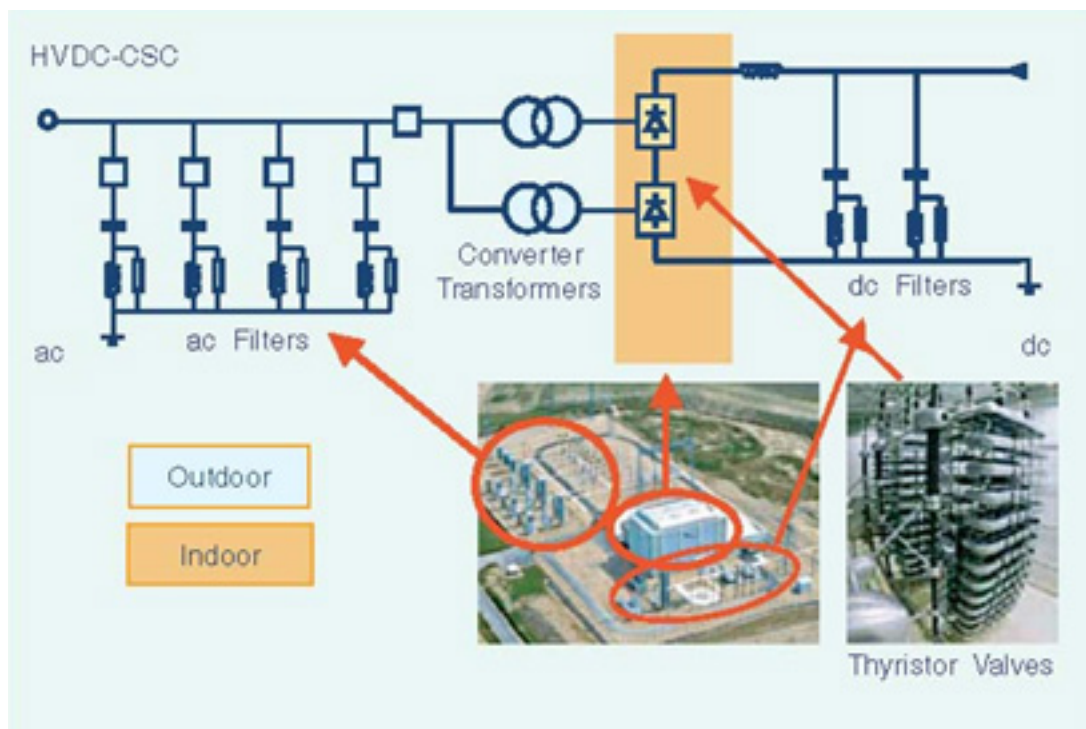 HVDC-CSC
Converter
Transformers
dc Filters
ac Filters
ac
dc
Outdoor
Indoor
Thyristor Valves